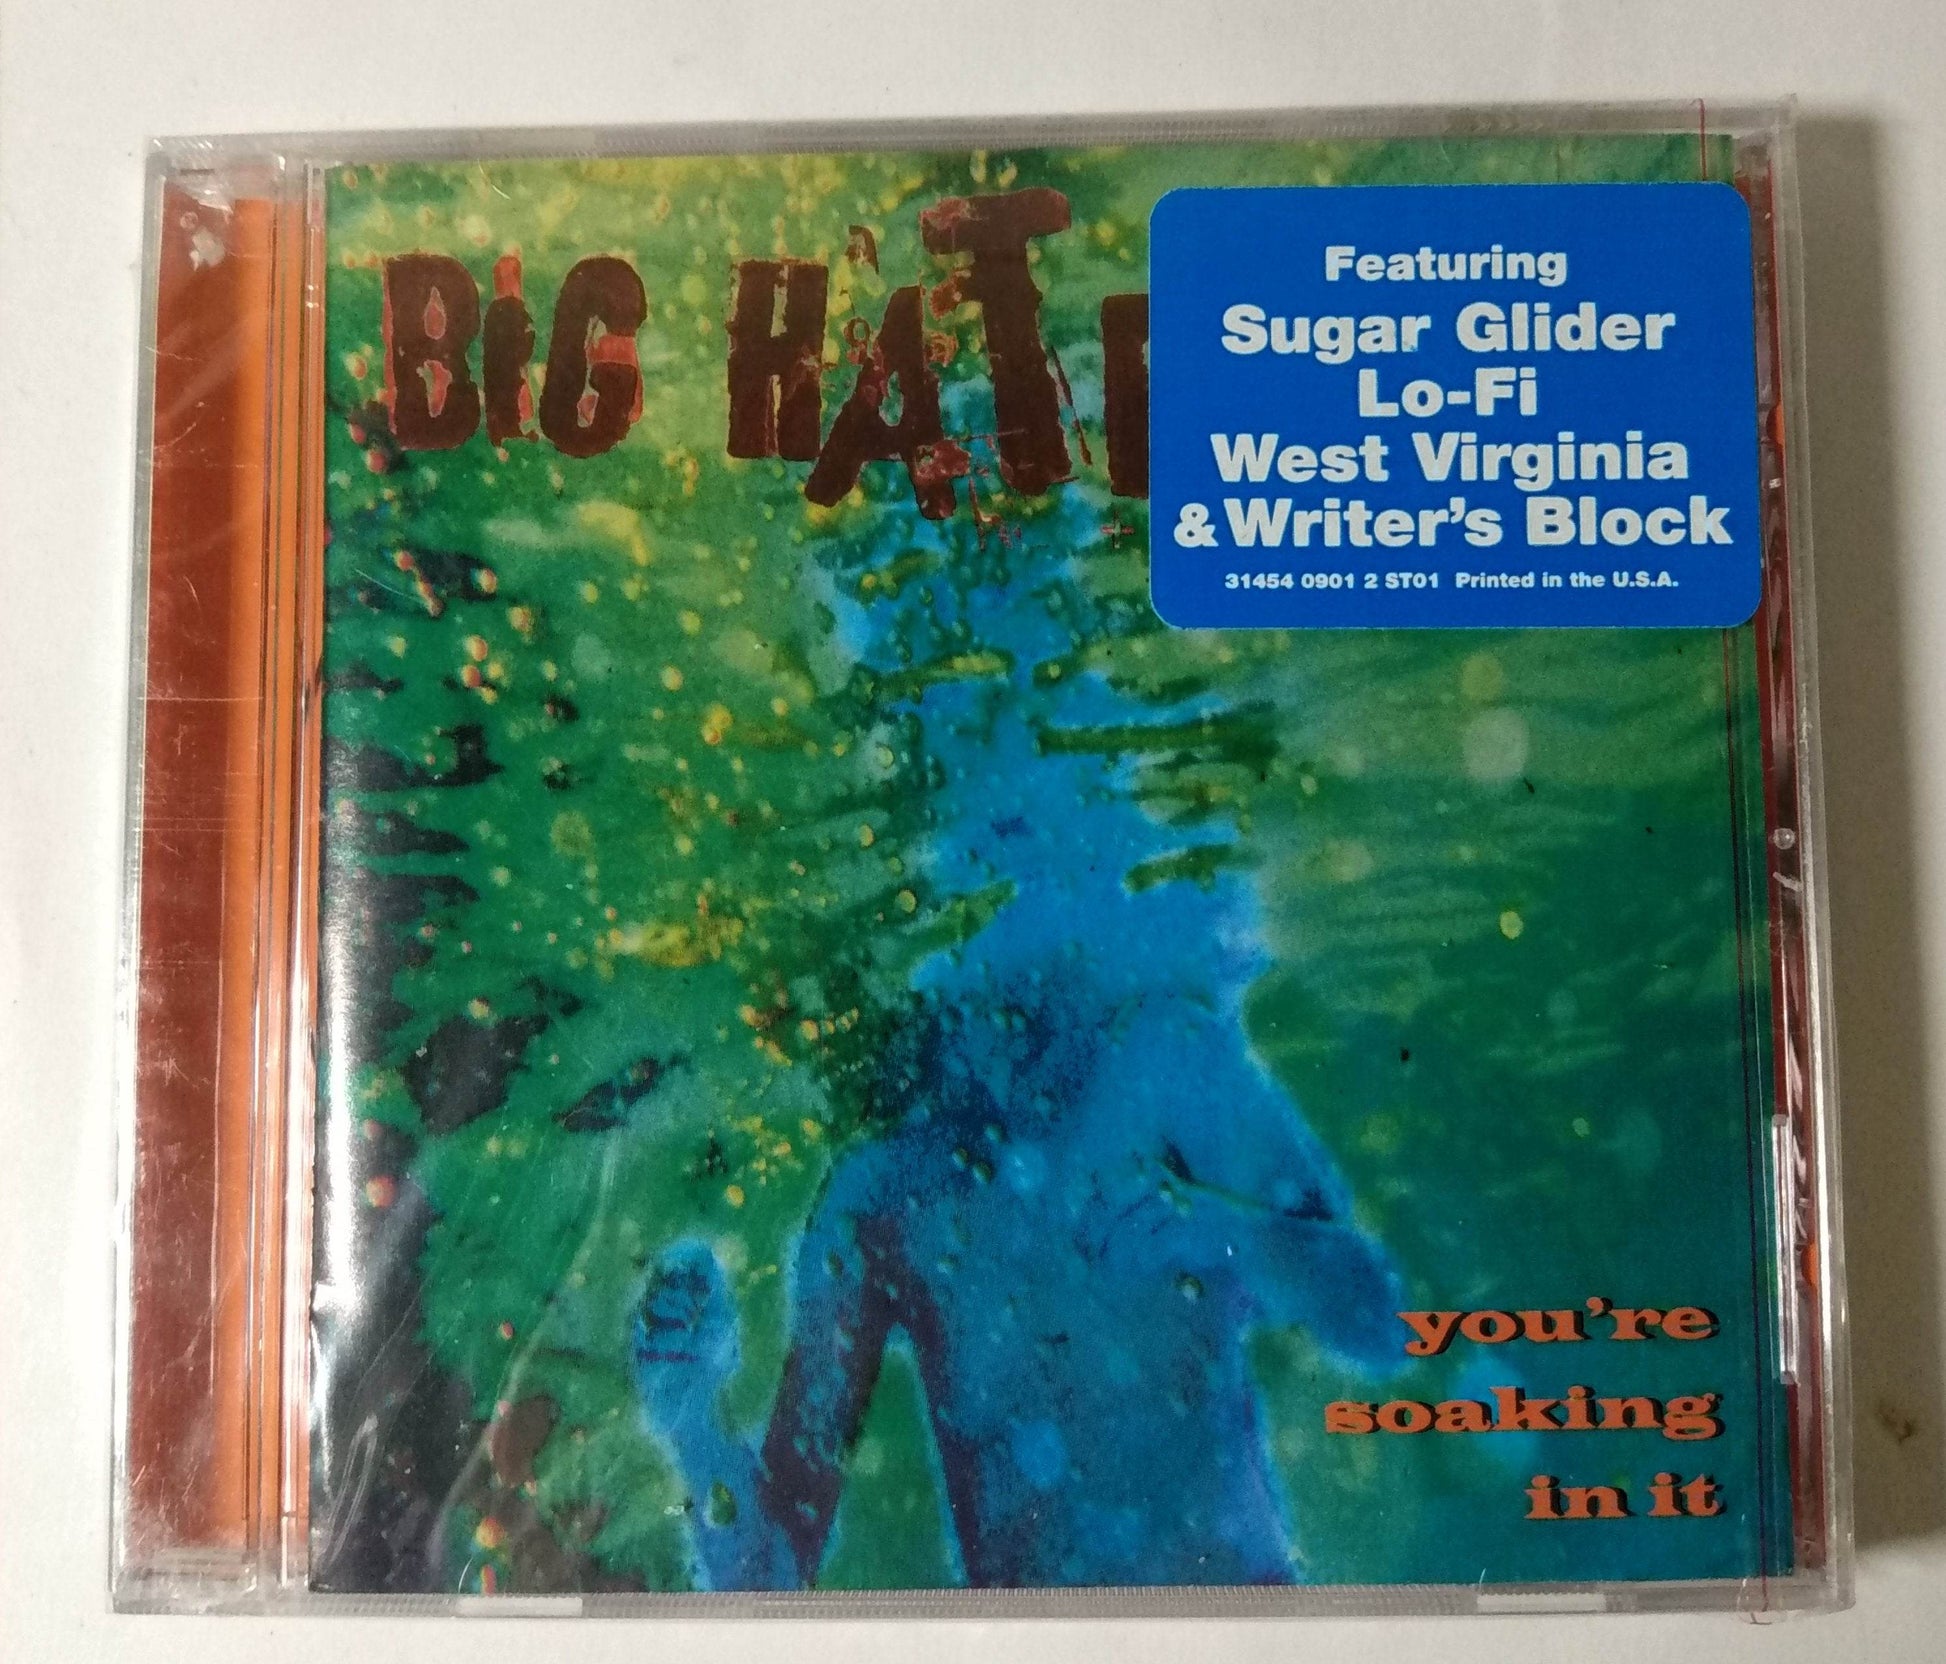 BiG HAT
Featuring
Sugar Glider
Lo-Fi
West Virginia
& Writer's Block
31454 0901 2 ST01 Printed in the U.S.A.
you're
soaking
in it